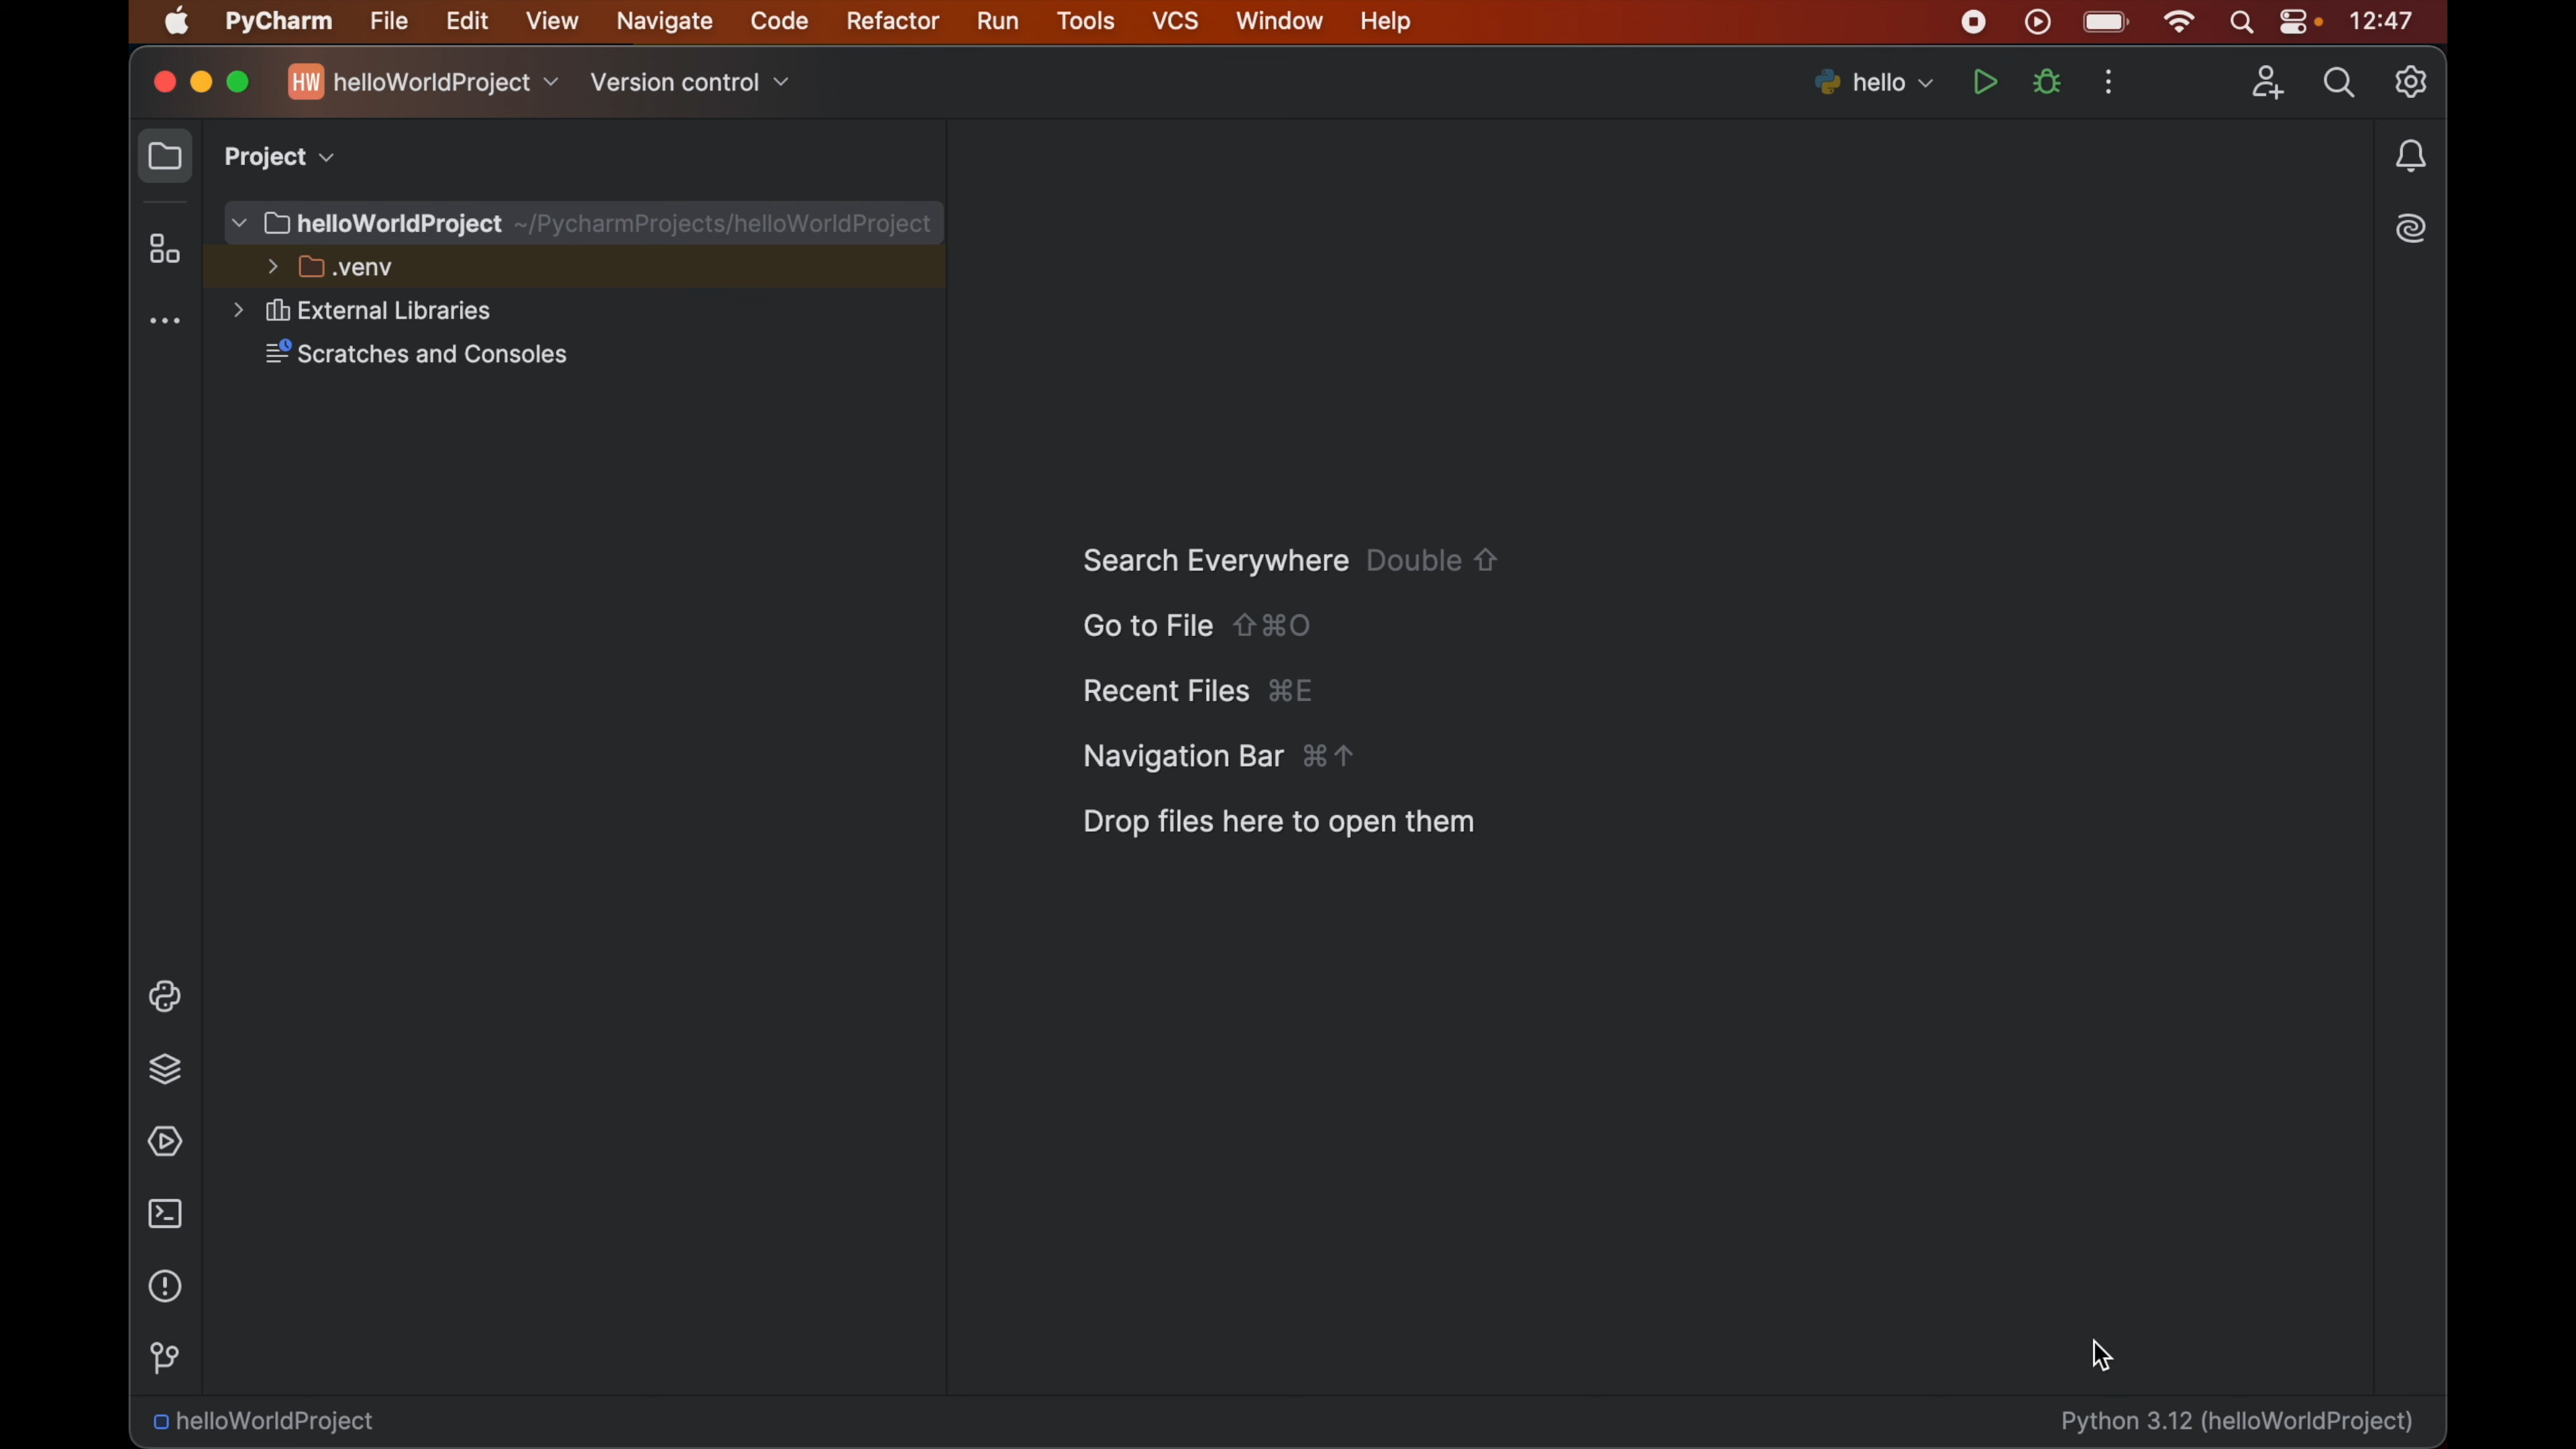 PyCharm File Edit View Navigate Code Refactor Run Tools VCS Window Help 12:47
HW helloWorldProject Version control hello
Project
helloWorldProject ~/PycharmProjects/helloWorldProject
.venv
External Libraries
Scratches and Consoles
Search Everywhere Double ⇧
Go to File ⇧⌘O
Recent Files ⌘E
Navigation Bar ⌘↑
Drop files here to open them
helloWorldProject Python 3.12 (helloWorldProject)